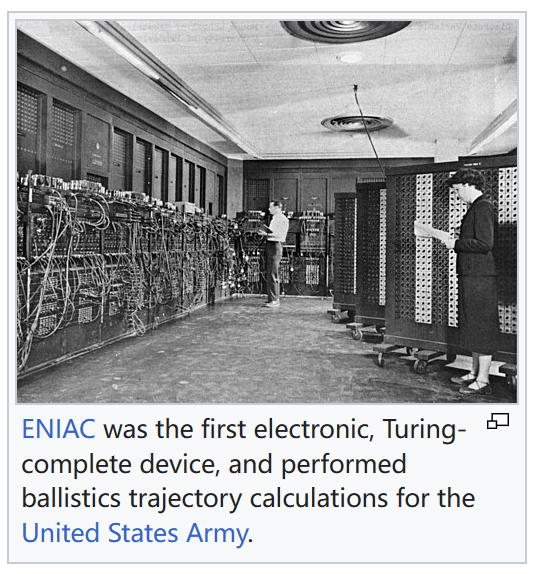 ENIAC was the first electronic, Turing-
complete device, and performed
ballistics trajectory calculations for the
United States Army.